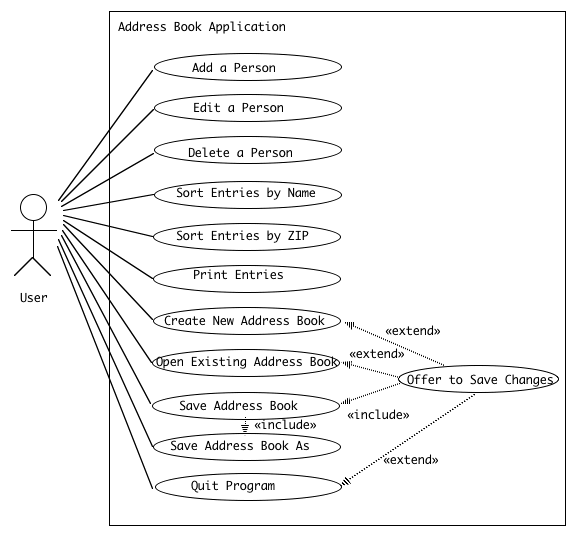 Address Book Application
Add a Person
Edit a Person
Delete a Person
Sort Entries by Name
Sort Entries by ZIP
Print Entries
User
Create New Address Book
«extend»
«extend»
Open Existing Address Book
Offer to Save Changes
Save Address Book
«include»
«include»
Save Address Book As
«extend»
Quit Program